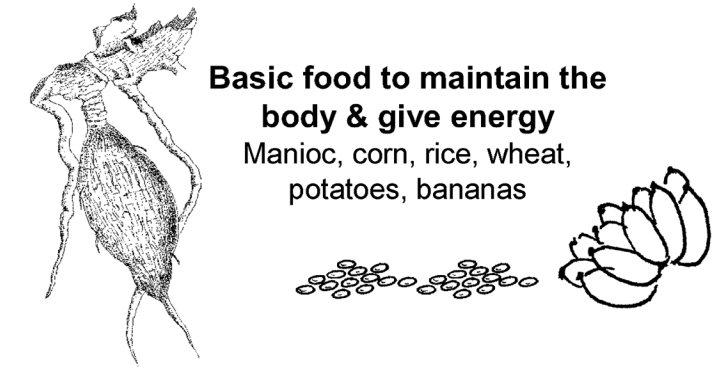 Basic food to maintain the
body & give energy
Manioc, corn, rice, wheat,
potatoes, bananas